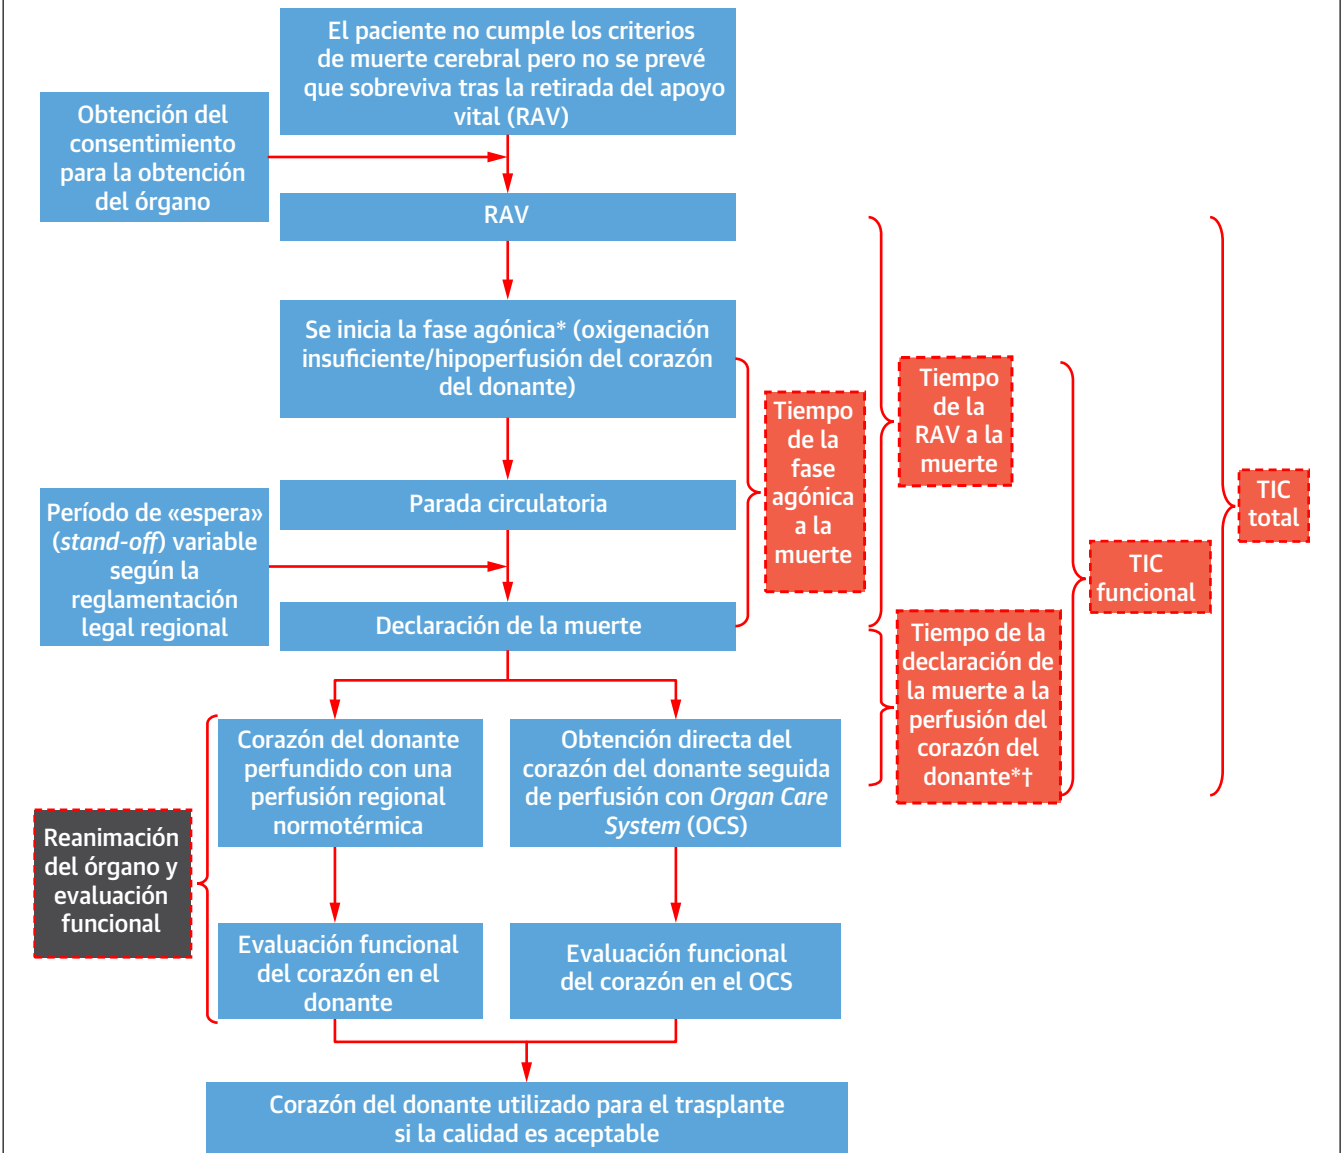 El paciente no cumple los criterios
de muerte cerebral pero no se prevé
que sobreviva tras la retirada del apoyo
vital (RAV)
Obtención del
consentimiento
para la obtención
del órgano
RAV
Se inicia la fase agónica* (oxigenación
insuficiente/hipoperfusión del corazón
del donante)
Parada circulatoria
Período de «espera»
(stand-off) variable
según la
reglamentación
legal regional
Declaración de la muerte
Tiempo
de la
fase
agónica
a la
muerte
Tiempo
de la
RAV a la
muerte
Tiempo de la
declaración de
la muerte a la
perfusión del
corazón del
donante*†
TIC
funcional
TIC
total
Corazón del donante
perfundido con una
perfusión regional
normotérmica
Obtención directa del
corazón del donante seguida
de perfusión con Organ Care
System (OCS)
Reanimación
del órgano y
evaluación
funcional
Evaluación funcional
del corazón en el
donante
Evaluación funcional
del corazón en el OCS
Corazón del donante utilizado para el trasplante
si la calidad es aceptable